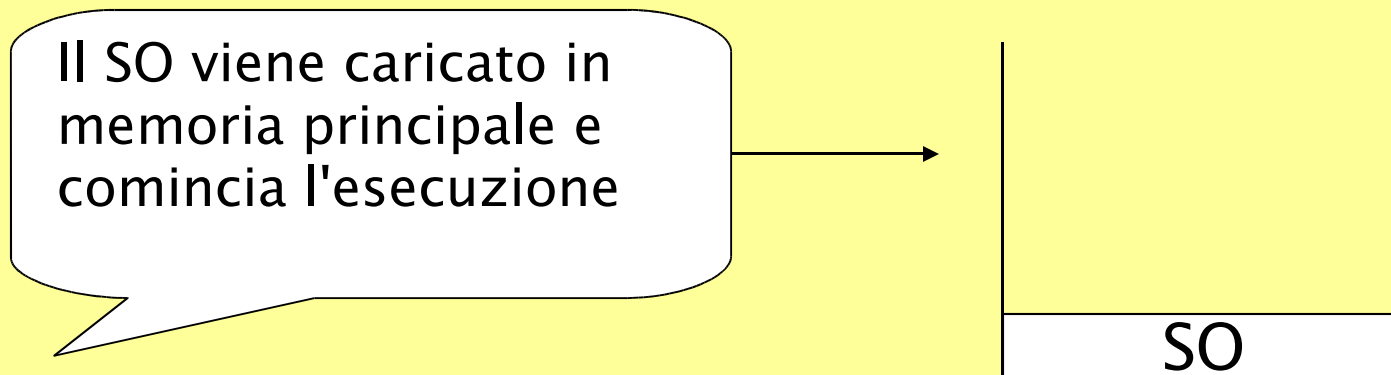 Il SO viene caricato in
memoria principale e
comincia l'esecuzione
SO